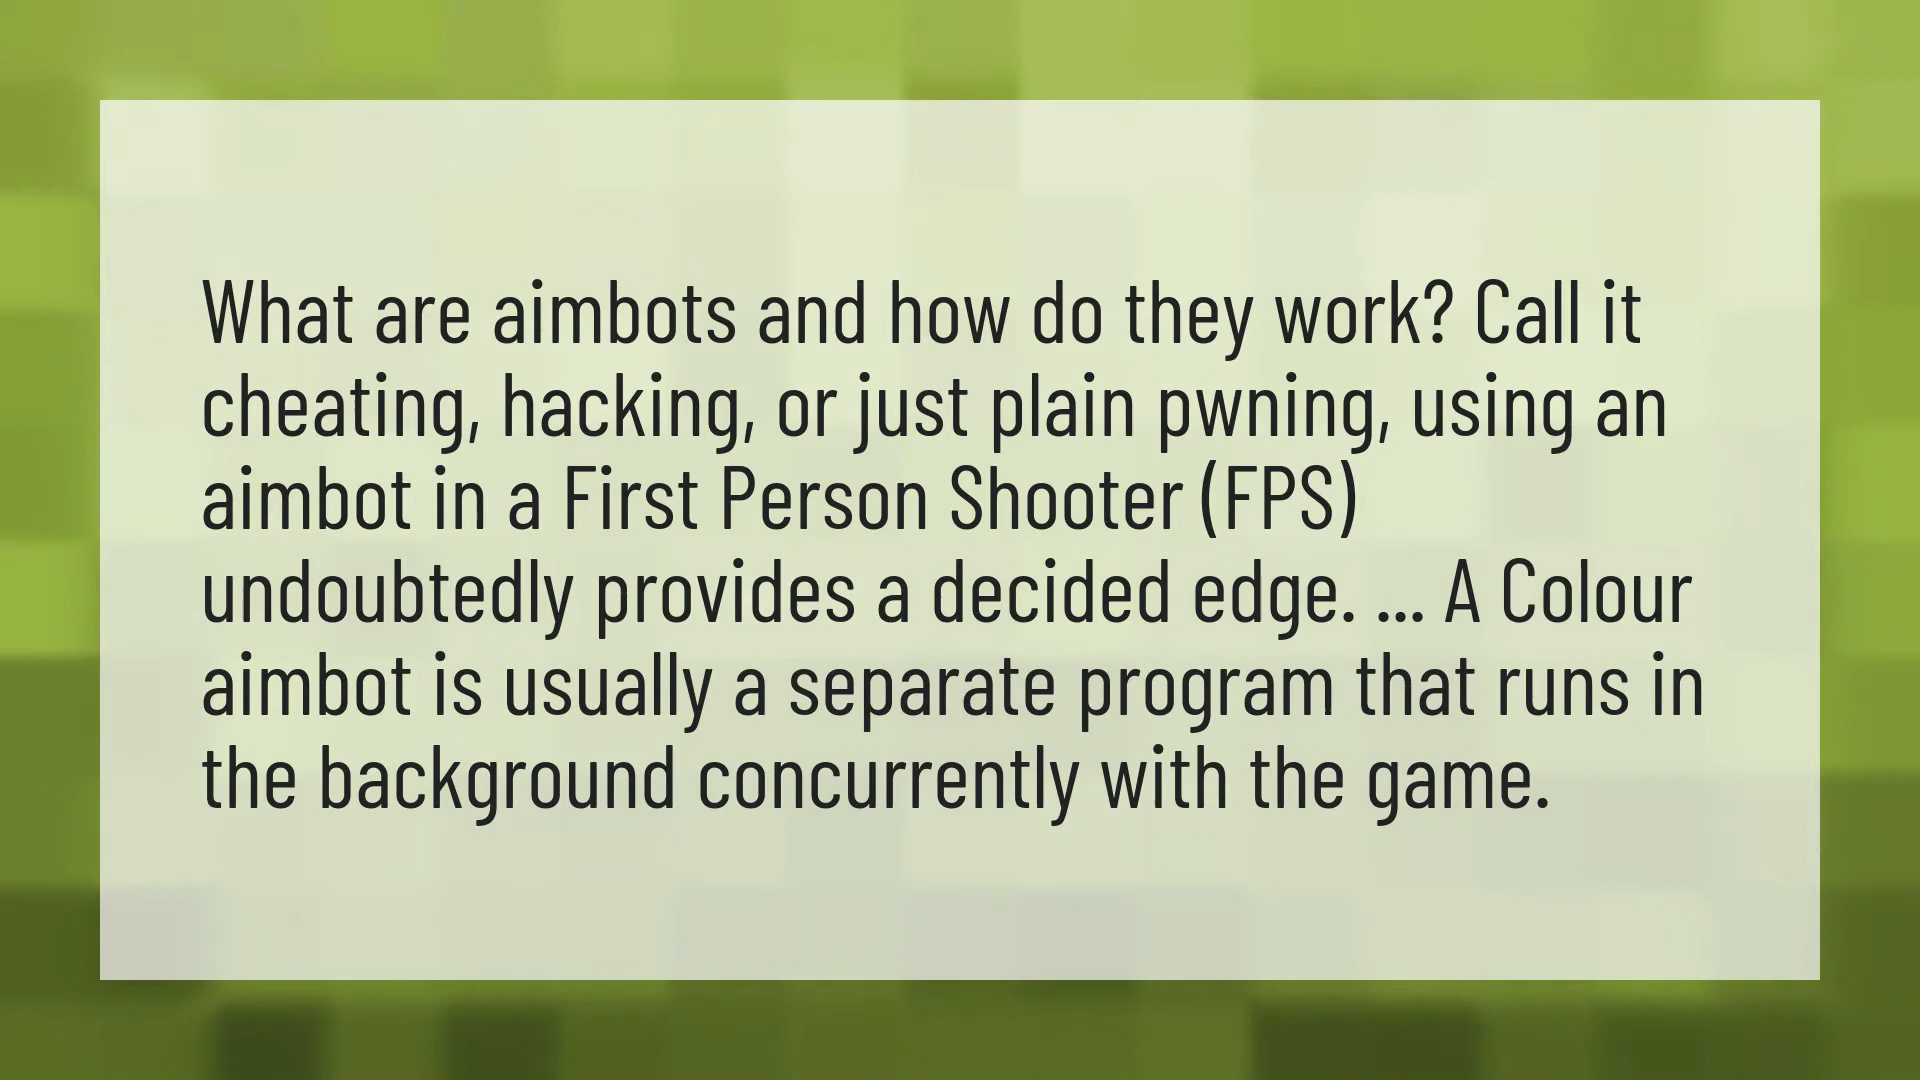 What are aimbots and how do they work? Call it
cheating, hacking, or just plain pwning, using an
aimbot in a First Person Shooter (FPS)
undoubtedly provides a decided edge. ... A Colour
aimbot is usually a separate program that runs in
the background concurrently with the game.